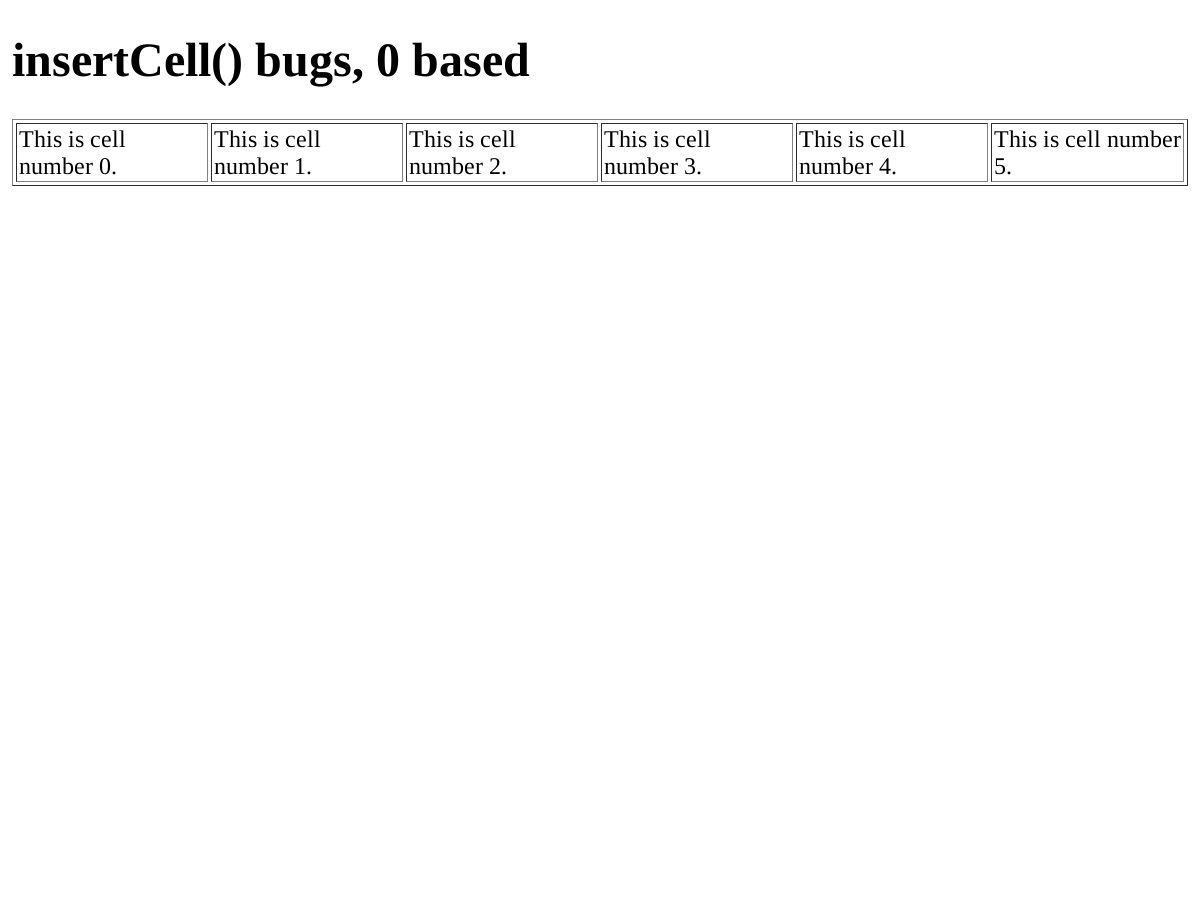 insertCell() bugs, 0 based
This is cell
number 0.
This is cell
number 1.
This is cell
number 2.
This is cell
number 3.
This is cell
number 4.
This is cell number
5.